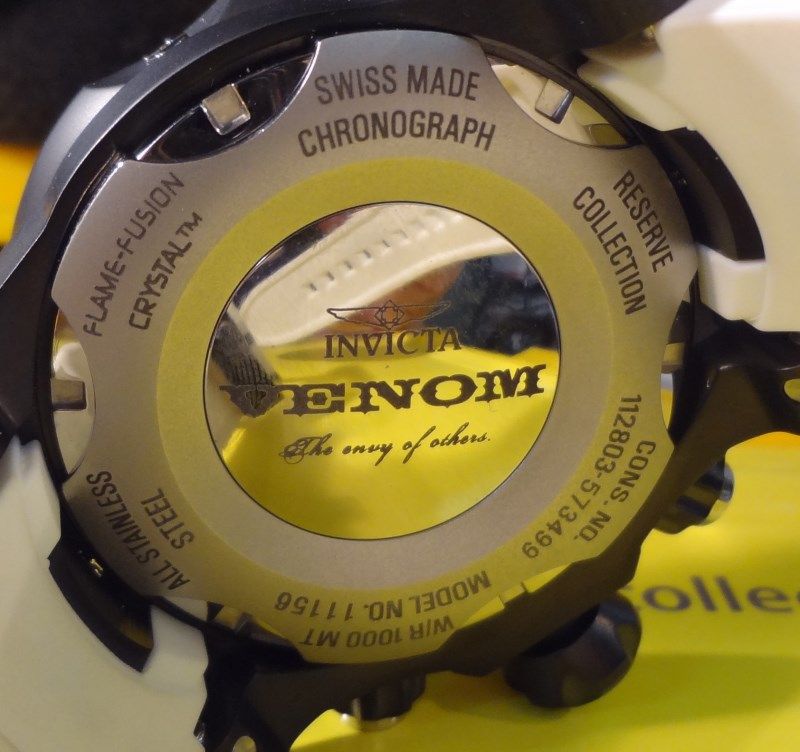 SWISS MADE
CHRONOGRAPH
RESERVE
COLLECTION
CONS. NO.
112803-573499
MODEL NO. 11156
W/R 1000 MT
ALL STAINLESS
STEEL
FLAME-FUSION
CRYSTAL™
INVICTA
VENOM
The envy of others.
collec